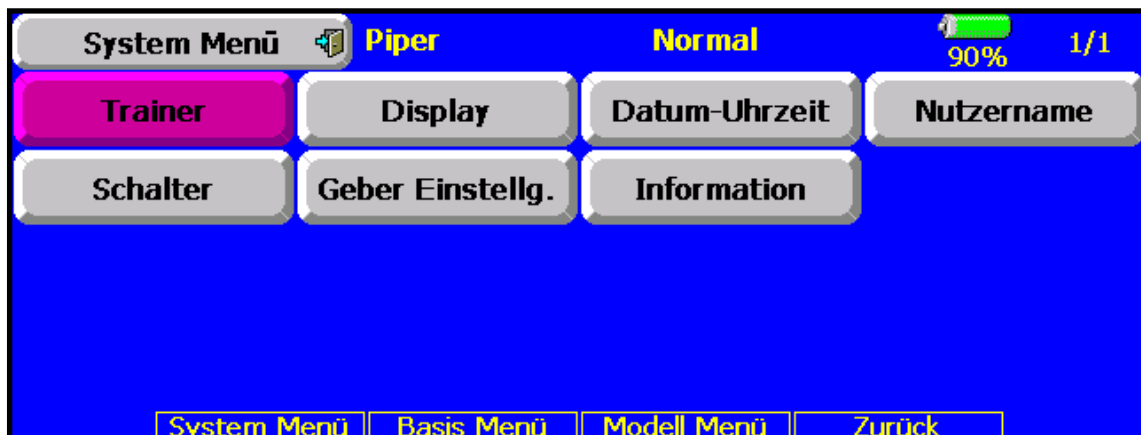 System Menü Piper Normal 90% 1/1
Trainer Display Datum-Uhrzeit Nutzername
Schalter Geber Einstellg. Information
System Menü Basis Menü Modell Menü Zurück